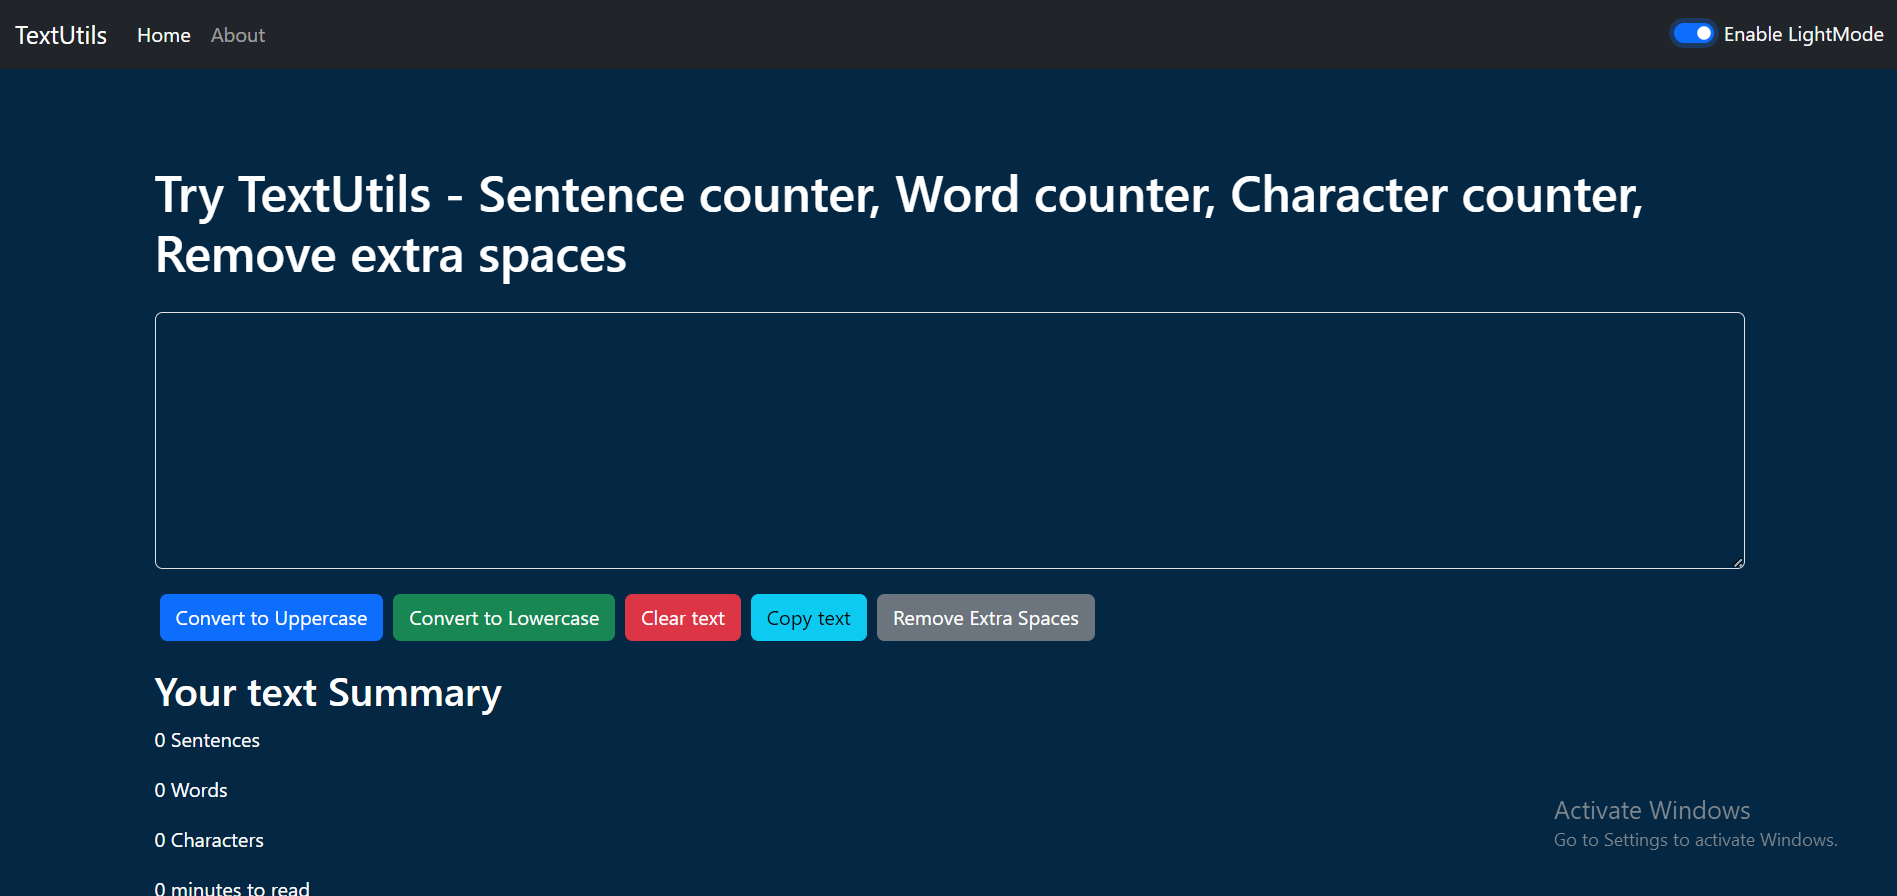 TextUtils Home About Enable LightMode
Try TextUtils - Sentence counter, Word counter, Character counter,
Remove extra spaces
Convert to Uppercase Convert to Lowercase Clear text Copy text Remove Extra Spaces
Your text Summary
0 Sentences
0 Words
0 Characters
0 minutes to read
Activate Windows
Go to Settings to activate Windows.